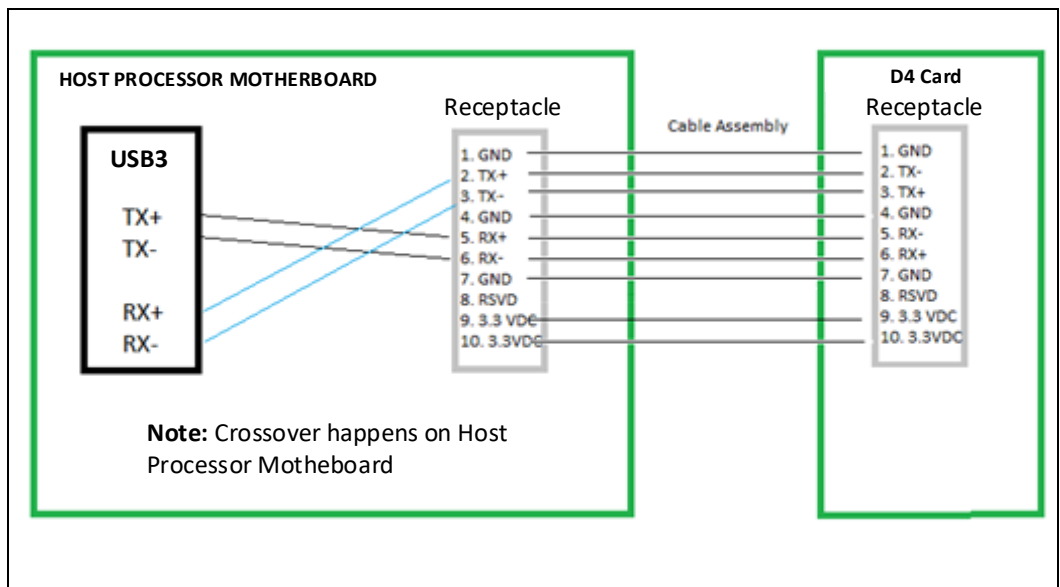 HOST PROCESSOR MOTHERBOARD
Receptacle
USB3
TX+
TX-
RX+
RX-
1. GND
2. TX+
3. TX-
4. GND
5. RX+
6. RX-
7. GND
8. RSVD
9. 3.3 VDC
10. 3.3VDC
Note: Crossover happens on Host
Processor Motheboard
Cable Assembly
D4 Card
Receptacle
1. GND
2. TX-
3. TX+
4. GND
5. RX-
6. RX+
7. GND
8. RSVD
9. 3.3 VDC
10. 3.3VDC